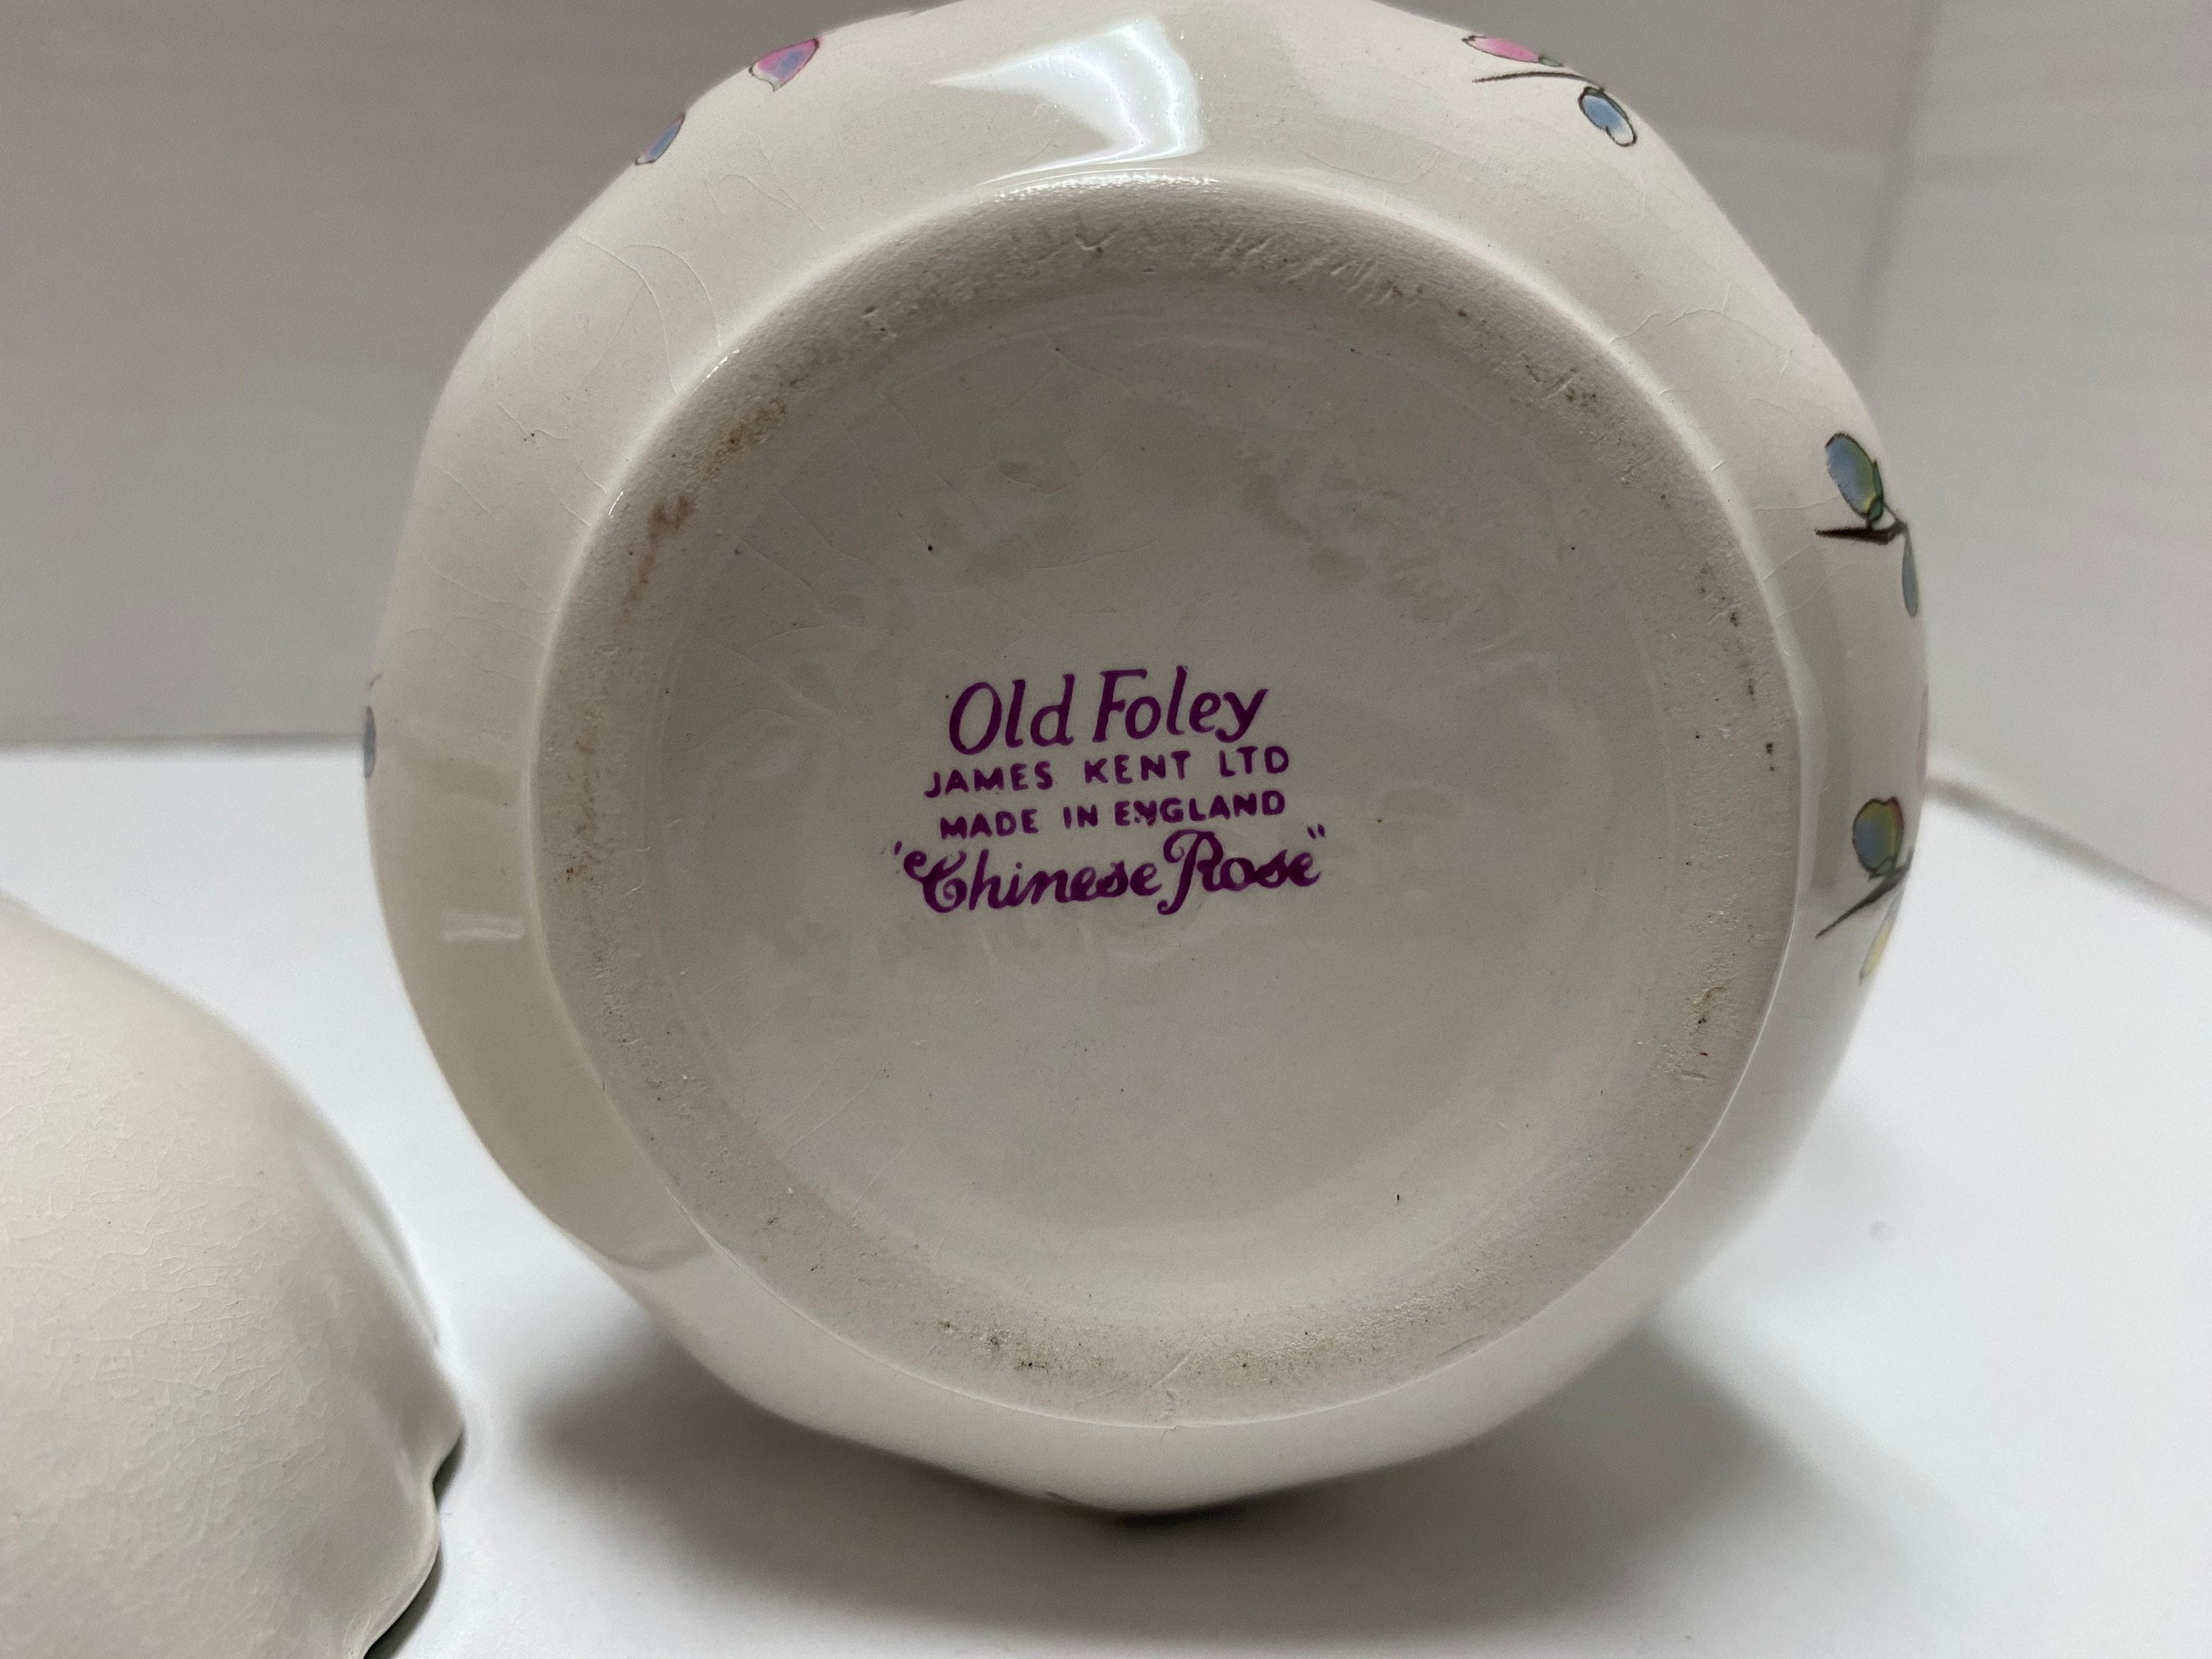 Old Foley
JAMES KENT LTD
MADE IN ENGLAND
"Chinese Rose"